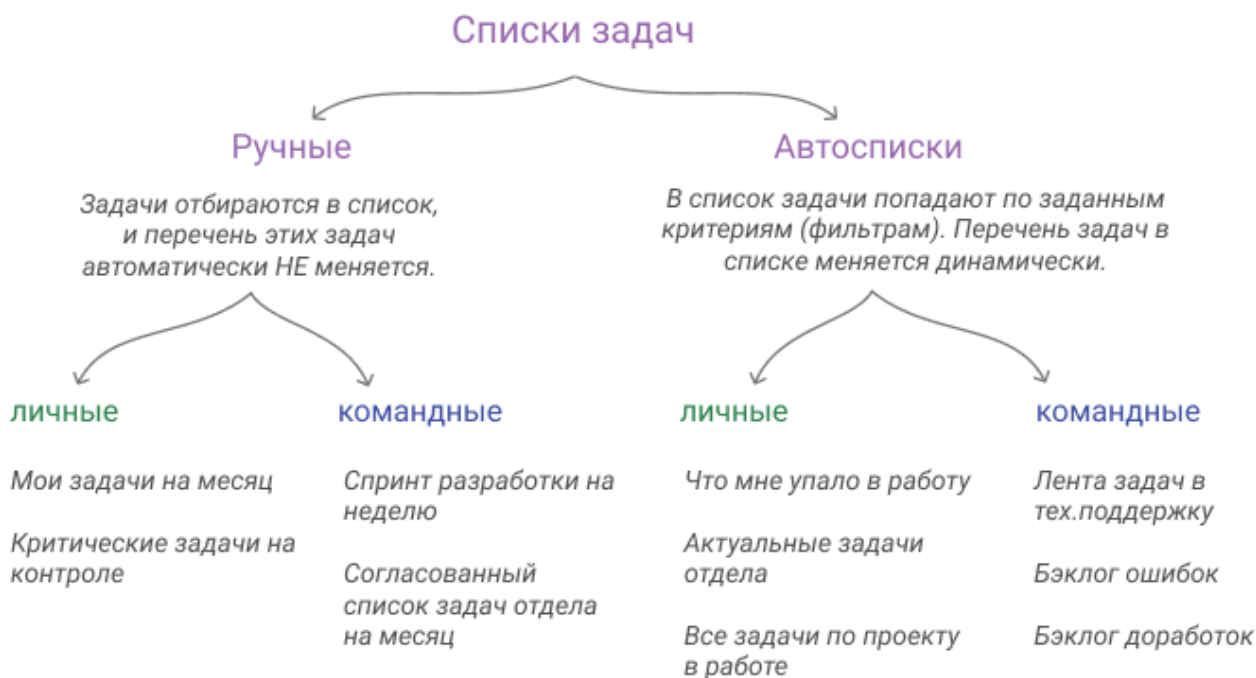 Списки задач
Ручные
Автосписки
Задачи отбираются в список,
и перечень этих задач
автоматически НЕ меняется.
В список задачи попадают по заданным
критериям (фильтрам). Перечень задач в
списке меняется динамически.
личные
командные
личные
командные
Мои задачи на месяц
Критические задачи на
контроле
Спринт разработки на
неделю
Согласованный
список задач отдела
на месяц
Что мне упало в работу
Актуальные задачи
отдела
Все задачи по проекту
в работе
Лента задач в
тех.поддержку
Бэклог ошибок
Бэклог доработок